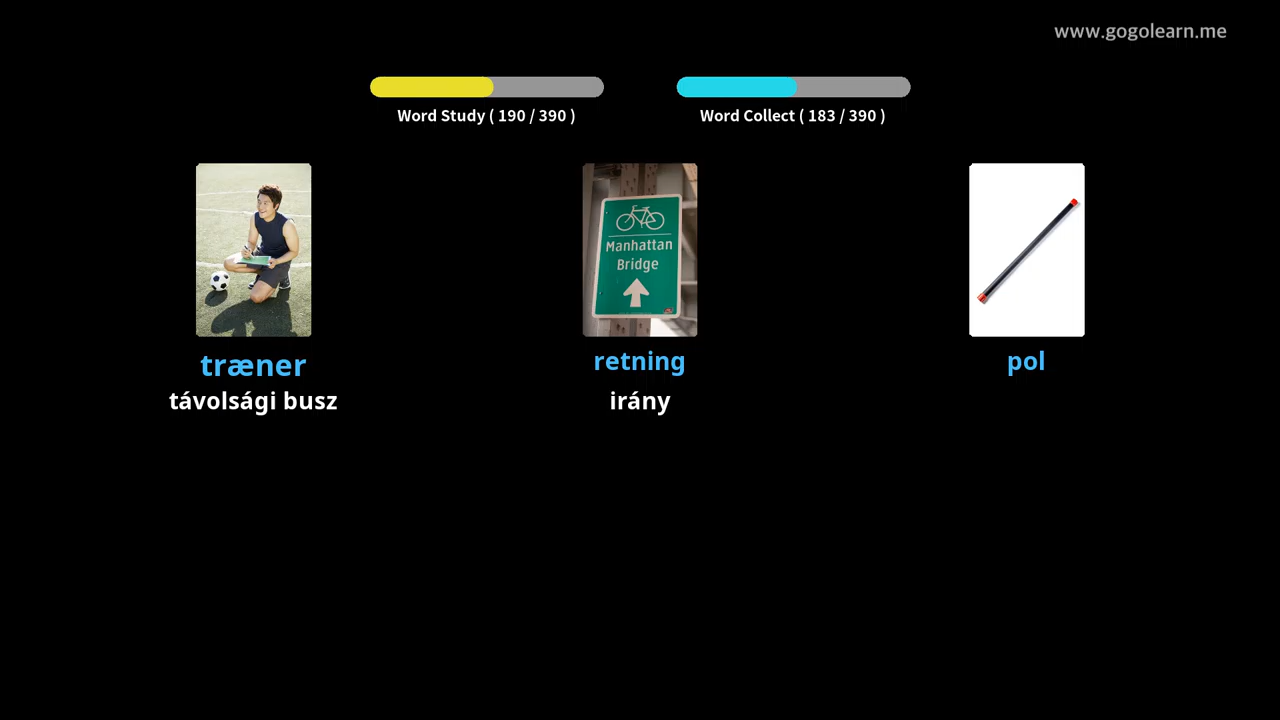 www.gogolearn.me
Word Study ( 190 / 390 )
Word Collect ( 183 / 390 )
Manhattan
Bridge
træner
retning
pol
távolsági busz
irány